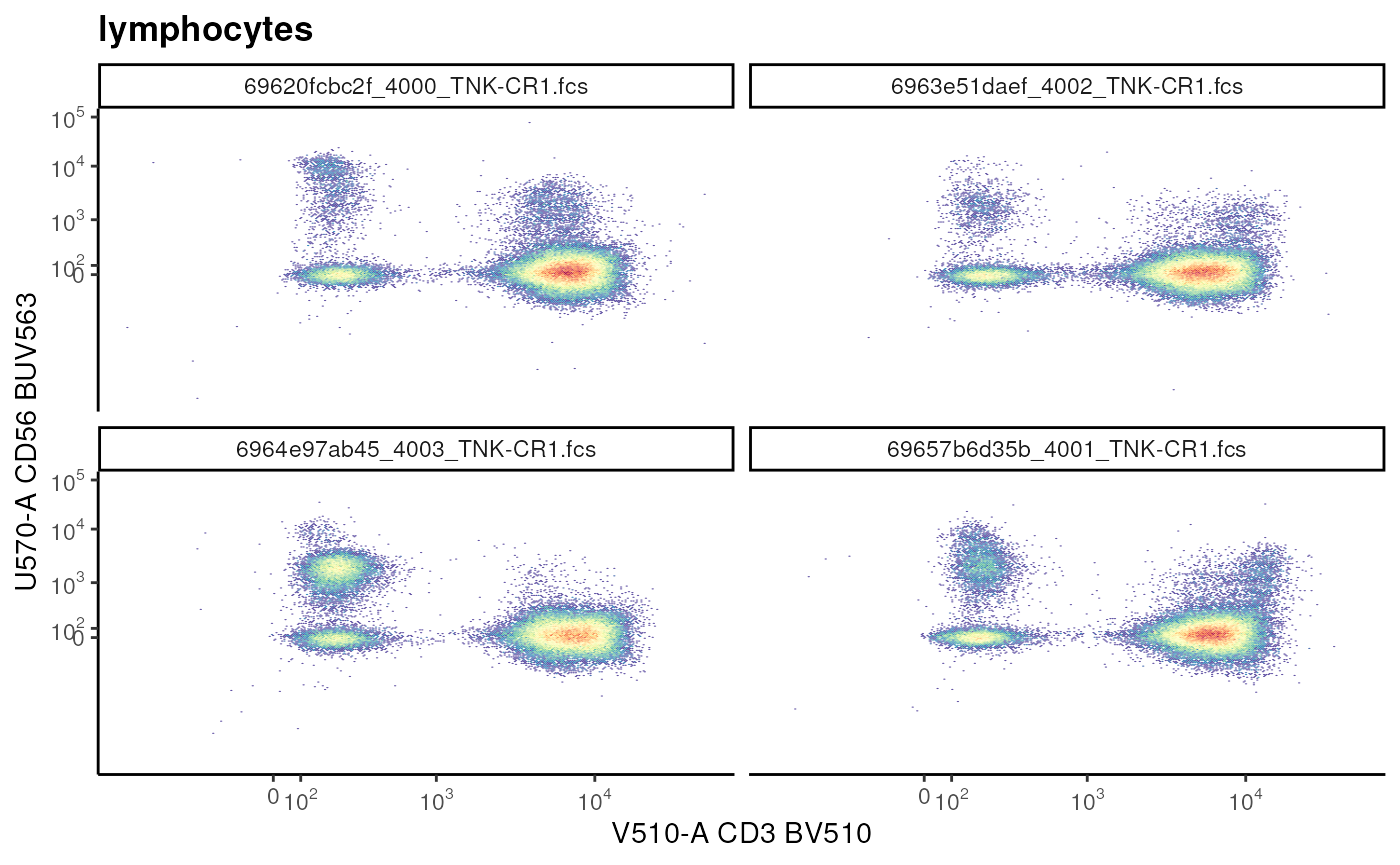 lymphocytes
69620fcbc2f_4000_TNK-CR1.fcs
6963e51daef_4002_TNK-CR1.fcs
10^5
10^4
10^3
10^2
0
6964e97ab45_4003_TNK-CR1.fcs
69657b6d35b_4001_TNK-CR1.fcs
10^5
10^4
10^3
10^2
0
U570-A CD56 BUV563
0 10^2 10^3 10^4
0 10^2 10^3 10^4
V510-A CD3 BV510